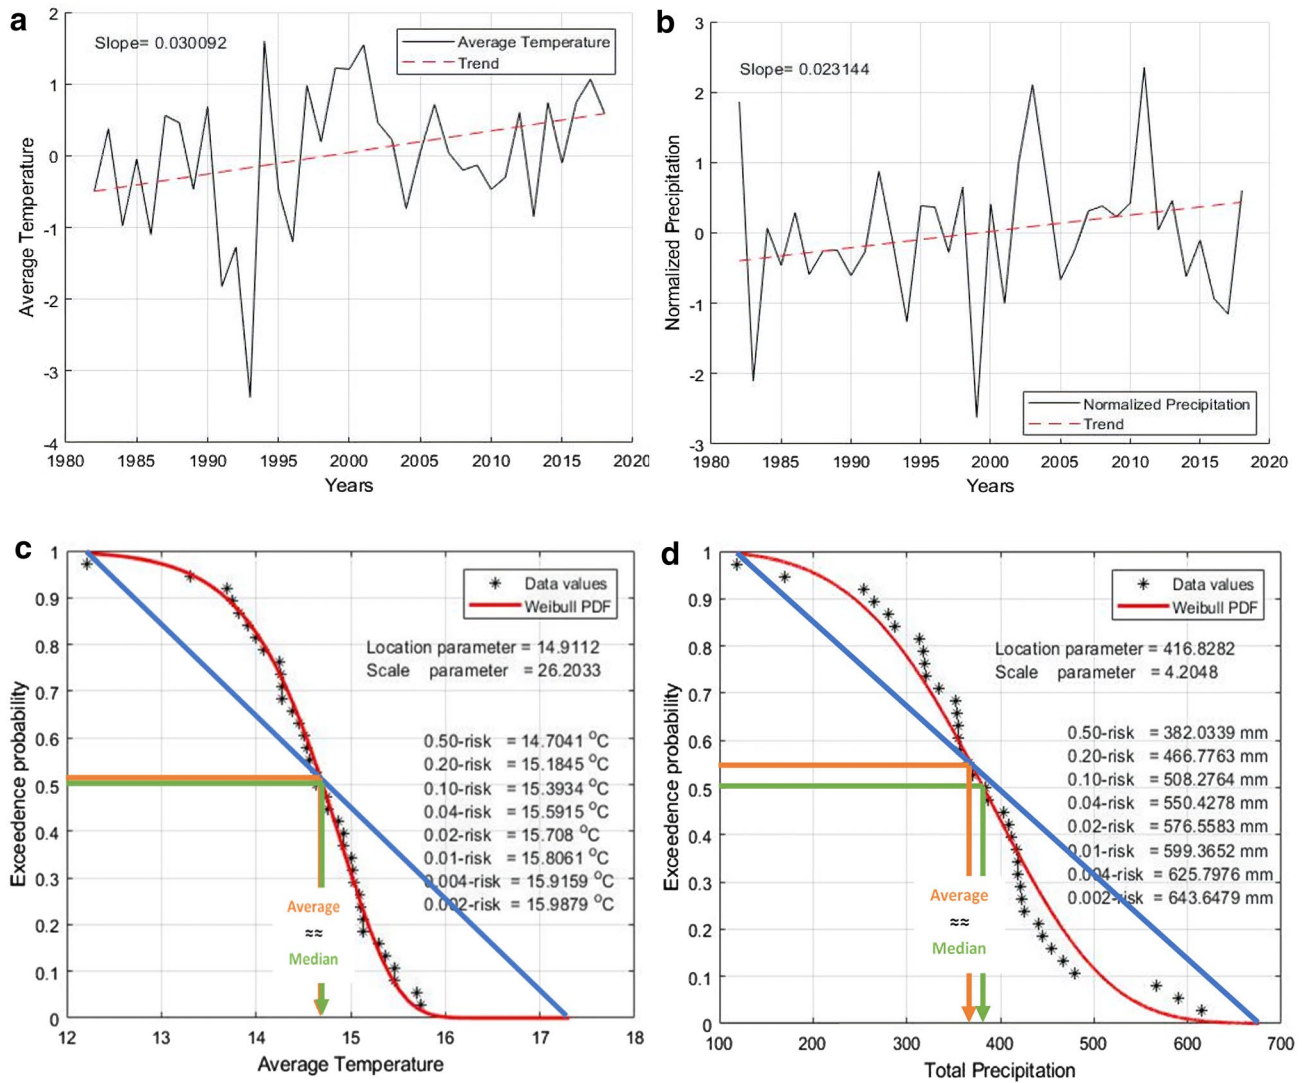 a
Slope= 0.030092
Average Temperature
Trend
2
1
0
-1
-2
-3
-4
Average Temperature
1980 1985 1990 1995 2000 2005 2010 2015 2020
Years
b
Slope= 0.023144
3
2
1
0
-1
-2
-3
Normalized Precipitation
Normalized Precipitation
Trend
1980 1985 1990 1995 2000 2005 2010 2015 2020
Years
c
1
0.9
0.8
0.7
0.6
0.5
0.4
0.3
0.2
0.1
0
Exceedence probability
Data values
Weibull PDF
Location parameter = 14.9112
Scale parameter = 26.2033
0.50-risk = 14.7041 °C
0.20-risk = 15.1845 °C
0.10-risk = 15.3934 °C
0.04-risk = 15.5915 °C
0.02-risk = 15.708 °C
0.01-risk = 15.8061 °C
0.004-risk = 15.9159 °C
0.002-risk = 15.9879 °C
Average
≈≈
Median
12 13 14 15 16 17 18
Average Temperature
d
1
0.9
0.8
0.7
0.6
0.5
0.4
0.3
0.2
0.1
0
Exceedence probability
Data values
Weibull PDF
Location parameter = 416.8282
Scale parameter = 4.2048
0.50-risk = 382.0339 mm
0.20-risk = 466.7763 mm
0.10-risk = 508.2764 mm
0.04-risk = 550.4278 mm
0.02-risk = 576.5583 mm
0.01-risk = 599.3652 mm
0.004-risk = 625.7976 mm
0.002-risk = 643.6479 mm
Average
≈≈
Median
100 200 300 400 500 600 700
Total Precipitation